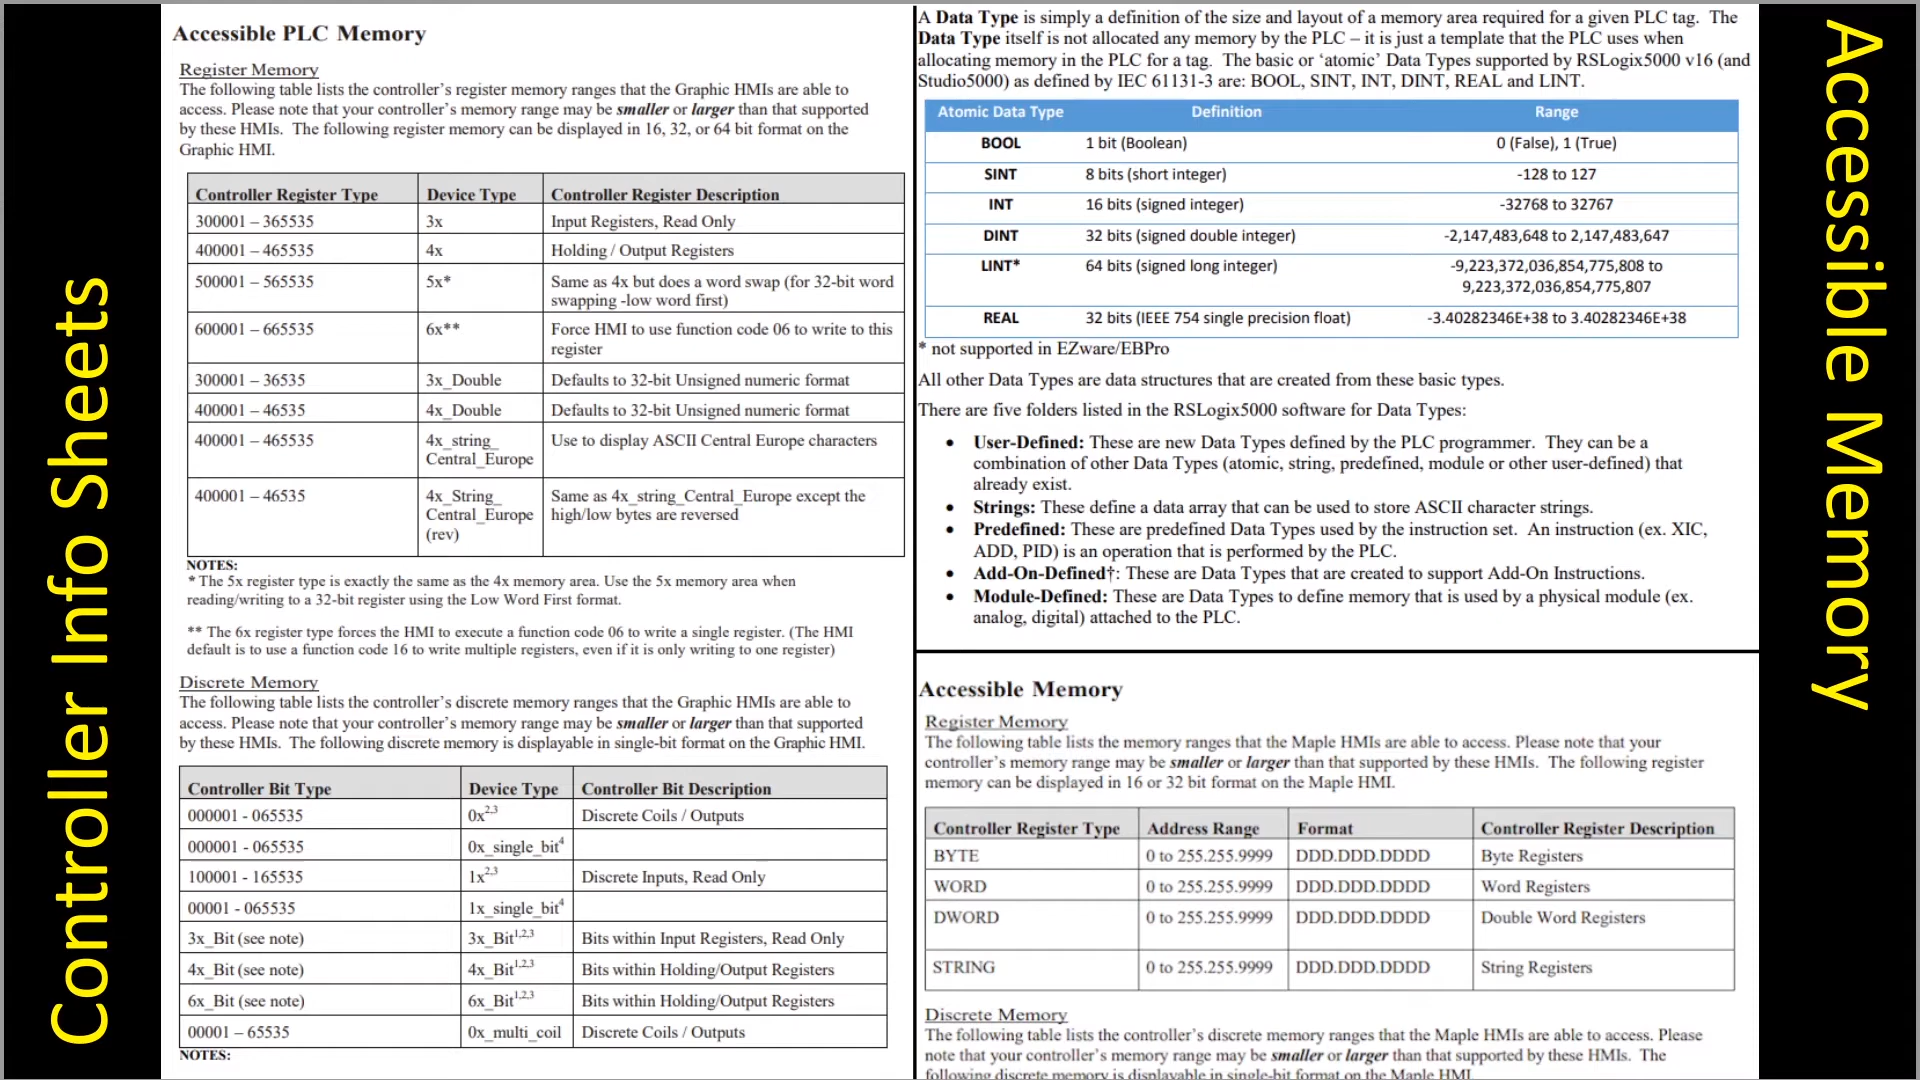 Controller Info Sheets
Accessible PLC Memory
Register Memory
The following table lists the controller's register memory ranges that the Graphic HMIs are able to
access. Please note that your controller's memory range may be smaller or larger than that supported
by these HMIs. The following register memory can be displayed in 16, 32, or 64 bit format on the
Graphic HMI.
Controller Register Type Device Type Controller Register Description
300001 – 365535 3x Input Registers, Read Only
400001 – 465535 4x Holding / Output Registers
500001 – 565535 5x* Same as 4x but does a word swap (for 32-bit word
swapping -low word first)
600001 – 665535 6x** Force HMI to use function code 06 to write to this
register
300001 – 36535 3x_Double Defaults to 32-bit Unsigned numeric format
400001 – 46535 4x_Double Defaults to 32-bit Unsigned numeric format
400001 – 465535 4x_string_ Use to display ASCII Central Europe characters
Central_Europe
400001 – 46535 4x_String_ Same as 4x_string_Central_Europe except the
Central_Europe high/low bytes are reversed
(rev)
NOTES:
* The 5x register type is exactly the same as the 4x memory area. Use the 5x memory area when
reading/writing to a 32-bit register using the Low Word First format.
** The 6x register type forces the HMI to execute a function code 06 to write a single register. (The HMI
default is to use a function code 16 to write multiple registers, even if it is only writing to one register)
Discrete Memory
The following table lists the controller's discrete memory ranges that the Graphic HMIs are able to
access. Please note that your controller's memory range may be smaller or larger than that supported
by these HMIs. The following discrete memory is displayable in single-bit format on the Graphic HMI.
Controller Bit Type Device Type Controller Bit Description
000001 - 065535 0x2,3 Discrete Coils / Outputs
000001 - 065535 0x_single_bit4
100001 - 165535 1x2,3 Discrete Inputs, Read Only
00001 - 065535 1x_single_bit4
3x_Bit (see note) 3x_Bit1,2,3 Bits within Input Registers, Read Only
4x_Bit (see note) 4x_Bit1,2,3 Bits within Holding/Output Registers
6x_Bit (see note) 6x_Bit1,2,3 Bits within Holding/Output Registers
00001 – 65535 0x_multi_coil Discrete Coils / Outputs
NOTES:
A Data Type is simply a definition of the size and layout of a memory area required for a given PLC tag. The
Data Type itself is not allocated any memory by the PLC – it is just a template that the PLC uses when
allocating memory in the PLC for a tag. The basic or 'atomic' Data Types supported by RSLogix5000 v16 (and
Studio5000) as defined by IEC 61131-3 are: BOOL, SINT, INT, DINT, REAL and LINT.
Atomic Data Type Definition Range
BOOL 1 bit (Boolean) 0 (False), 1 (True)
SINT 8 bits (short integer) -128 to 127
INT 16 bits (signed integer) -32768 to 32767
DINT 32 bits (signed double integer) -2,147,483,648 to 2,147,483,647
LINT* 64 bits (signed long integer) -9,223,372,036,854,775,808 to
9,223,372,036,854,775,807
REAL 32 bits (IEEE 754 single precision float) -3.40282346E+38 to 3.40282346E+38
* not supported in EZware/EBPro
All other Data Types are data structures that are created from these basic types.
There are five folders listed in the RSLogix5000 software for Data Types:
• User-Defined: These are new Data Types defined by the PLC programmer. They can be a
combination of other Data Types (atomic, string, predefined, module or other user-defined) that
already exist.
• Strings: These define a data array that can be used to store ASCII character strings.
• Predefined: These are predefined Data Types used by the instruction set. An instruction (ex. XIC,
ADD, PID) is an operation that is performed by the PLC.
• Add-On-Defined†: These are Data Types that are created to support Add-On Instructions.
• Module-Defined: These are Data Types to define memory that is used by a physical module (ex.
analog, digital) attached to the PLC.
Accessible Memory
Register Memory
The following table lists the memory ranges that the Maple HMIs are able to access. Please note that your
controller's memory range may be smaller or larger than that supported by these HMIs. The following register
memory can be displayed in 16 or 32 bit format on the Maple HMI.
Controller Register Type Address Range Format Controller Register Description
BYTE 0 to 255.255.9999 DDD.DDD.DDDD Byte Registers
WORD 0 to 255.255.9999 DDD.DDD.DDDD Word Registers
DWORD 0 to 255.255.9999 DDD.DDD.DDDD Double Word Registers
STRING 0 to 255.255.9999 DDD.DDD.DDDD String Registers
Discrete Memory
The following table lists the controller's discrete memory ranges that the Maple HMIs are able to access. Please
note that your controller's memory range may be smaller or larger than that supported by these HMIs. The
following discrete memory is displayable in single-bit format on the Maple HMI.
Accessible Memory